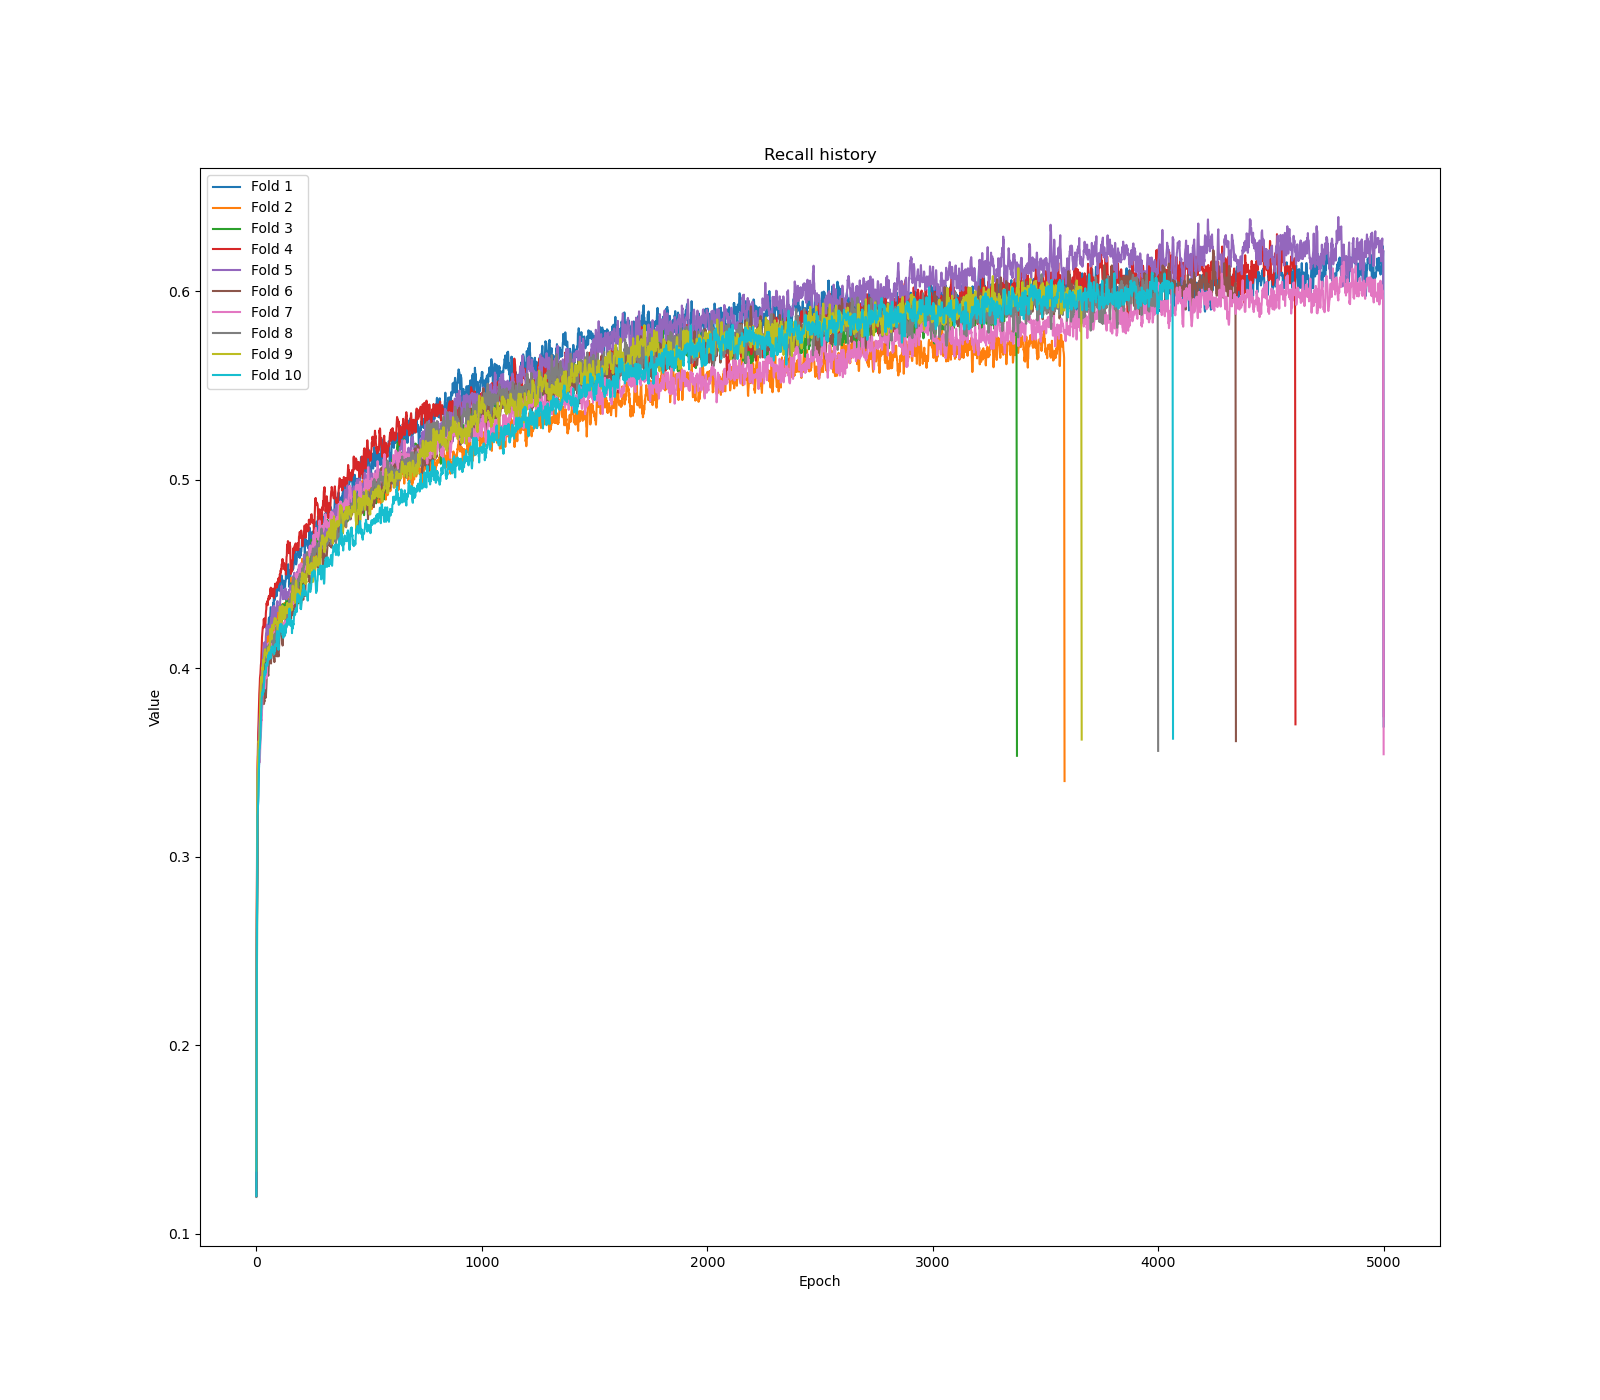 Recall history
Fold 1
Fold 2
Fold 3
Fold 4
Fold 5
Fold 6
Fold 7
Fold 8
Fold 9
Fold 10
0.6
0.5
0.4
0.3
0.2
0.1
Value
0 1000 2000 3000 4000 5000
Epoch